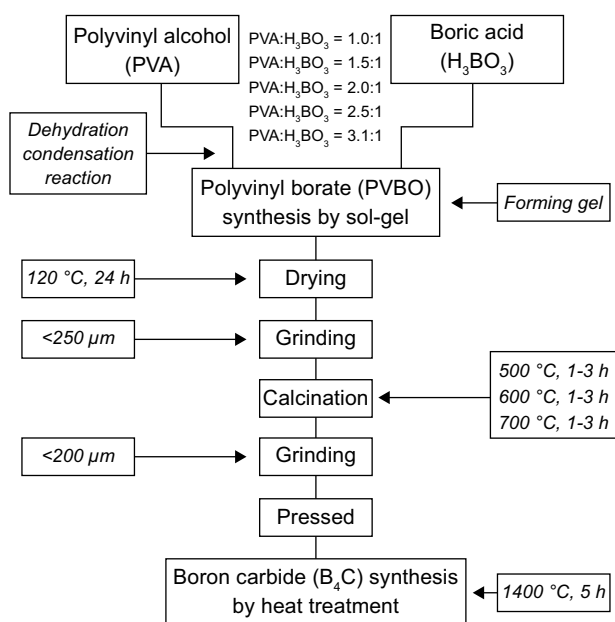 Polyvinyl alcohol
(PVA)
PVA:H₃BO₃ = 1.0:1
PVA:H₃BO₃ = 1.5:1
PVA:H₃BO₃ = 2.0:1
PVA:H₃BO₃ = 2.5:1
PVA:H₃BO₃ = 3.1:1
Boric acid
(H₃BO₃)
Dehydration
condensation
reaction
Polyvinyl borate (PVBO)
synthesis by sol-gel
Forming gel
120 °C, 24 h
Drying
<250 µm
Grinding
Calcination
500 °C, 1-3 h
600 °C, 1-3 h
700 °C, 1-3 h
<200 µm
Grinding
Pressed
Boron carbide (B₄C) synthesis
by heat treatment
1400 °C, 5 h